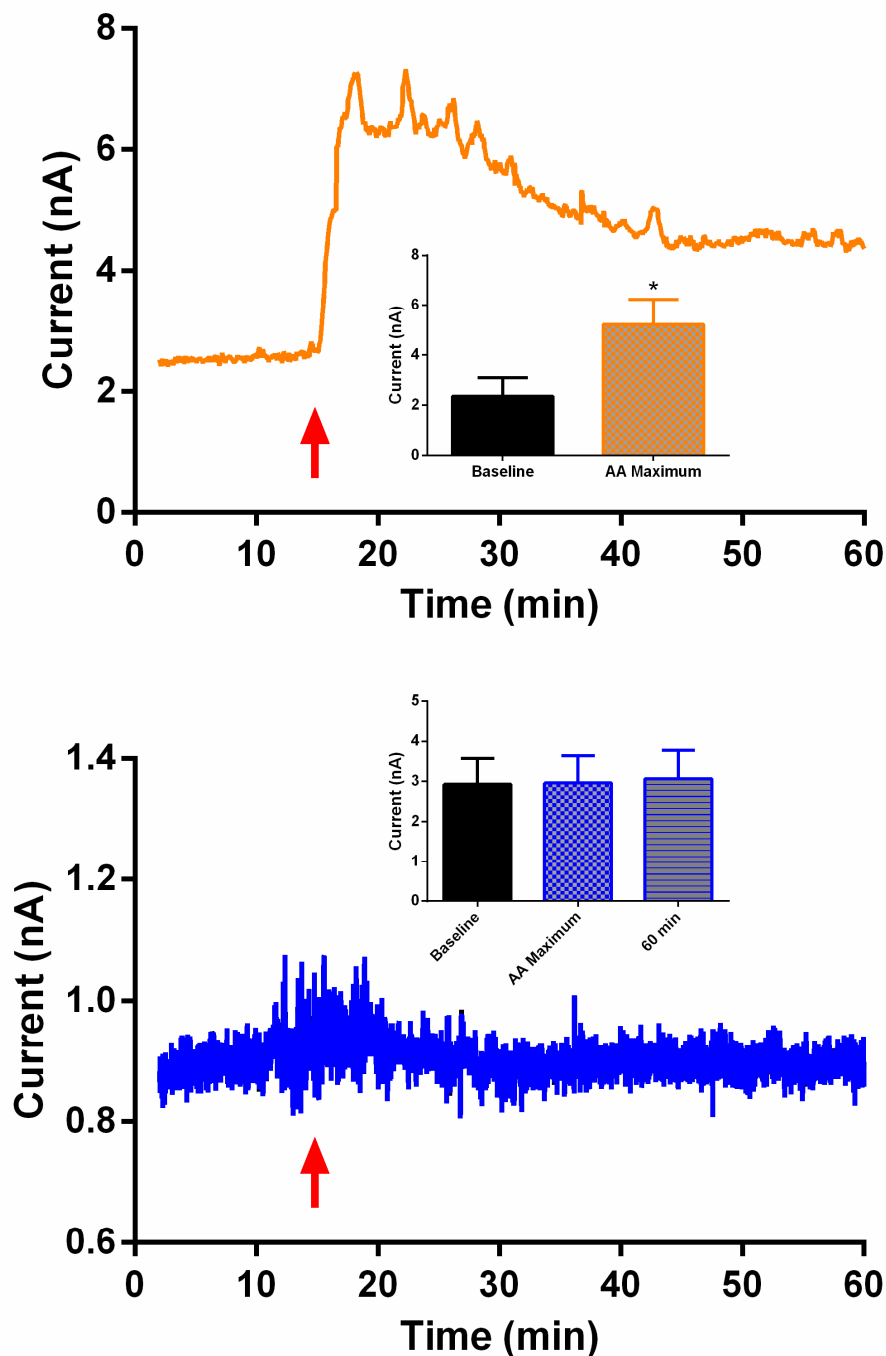 8
6
4
2
0
Current (nA)
0 10 20 30 40 50 60
Time (min)
8
6
4
2
0
Current (nA)
*
Baseline AA Maximum
1.4
1.2
1.0
0.8
0.6
Current (nA)
0 10 20 30 40 50 60
Time (min)
5
4
3
2
1
0
Current (nA)
Baseline
AA Maximum
60 min